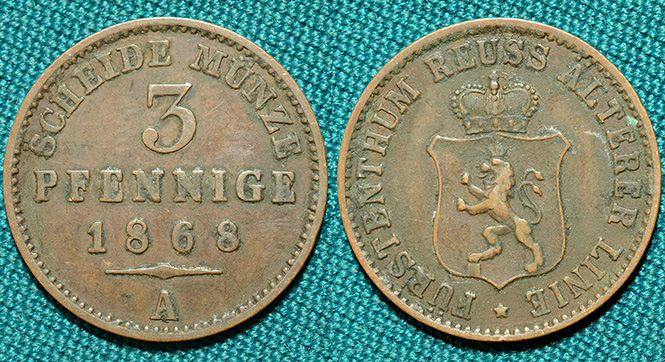 SCHEIDE MÜNZE
3
PFENNIGE
1868
A
FÜRSTENTHUM REUSS ÄLTERER LINIE